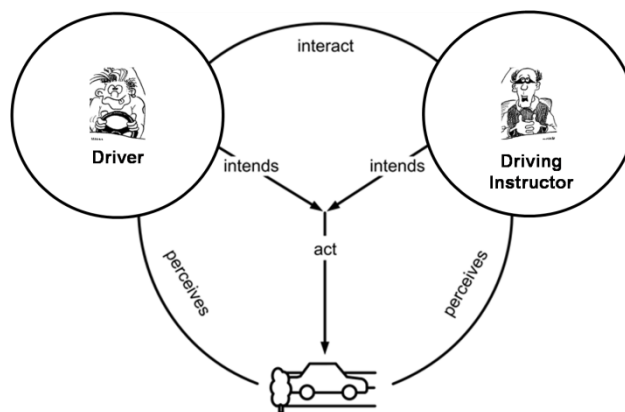 interact
Driver
Driving
Instructor
intends
intends
act
perceives
perceives